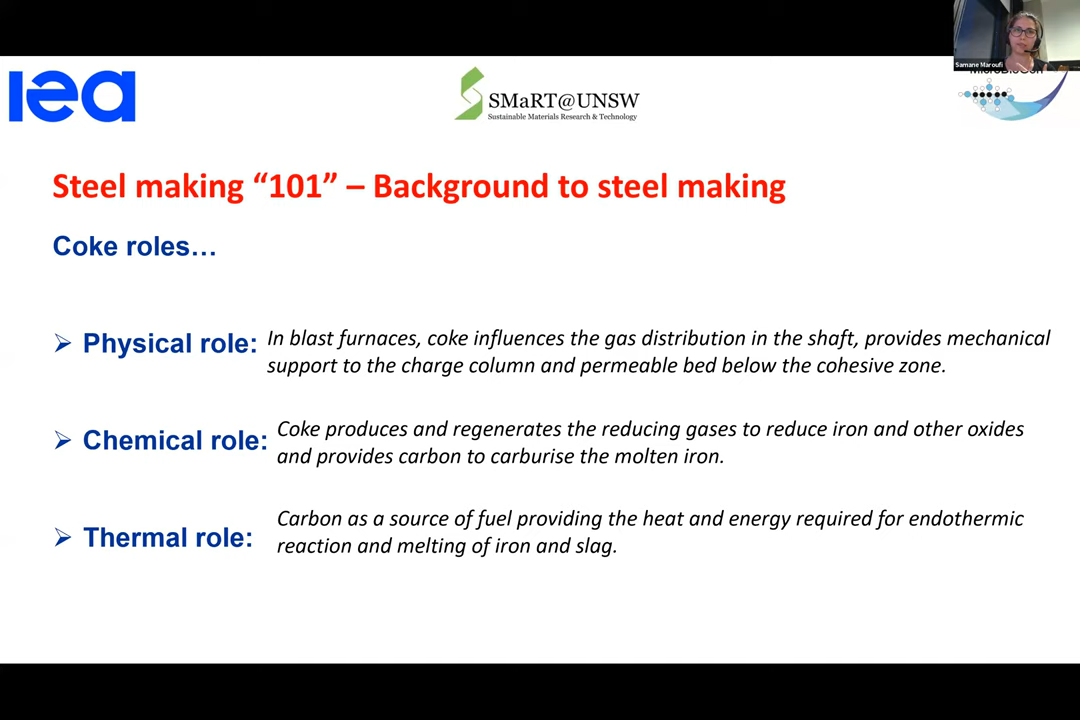 Samane Maroufi
iea
SMaRT@UNSW
Sustainable Materials Research & Technology
Steel making “101” – Background to steel making
Coke roles…
➢ Physical role:
In blast furnaces, coke influences the gas distribution in the shaft, provides mechanical
support to the charge column and permeable bed below the cohesive zone.
➢ Chemical role:
Coke produces and regenerates the reducing gases to reduce iron and other oxides
and provides carbon to carburise the molten iron.
➢ Thermal role:
Carbon as a source of fuel providing the heat and energy required for endothermic
reaction and melting of iron and slag.